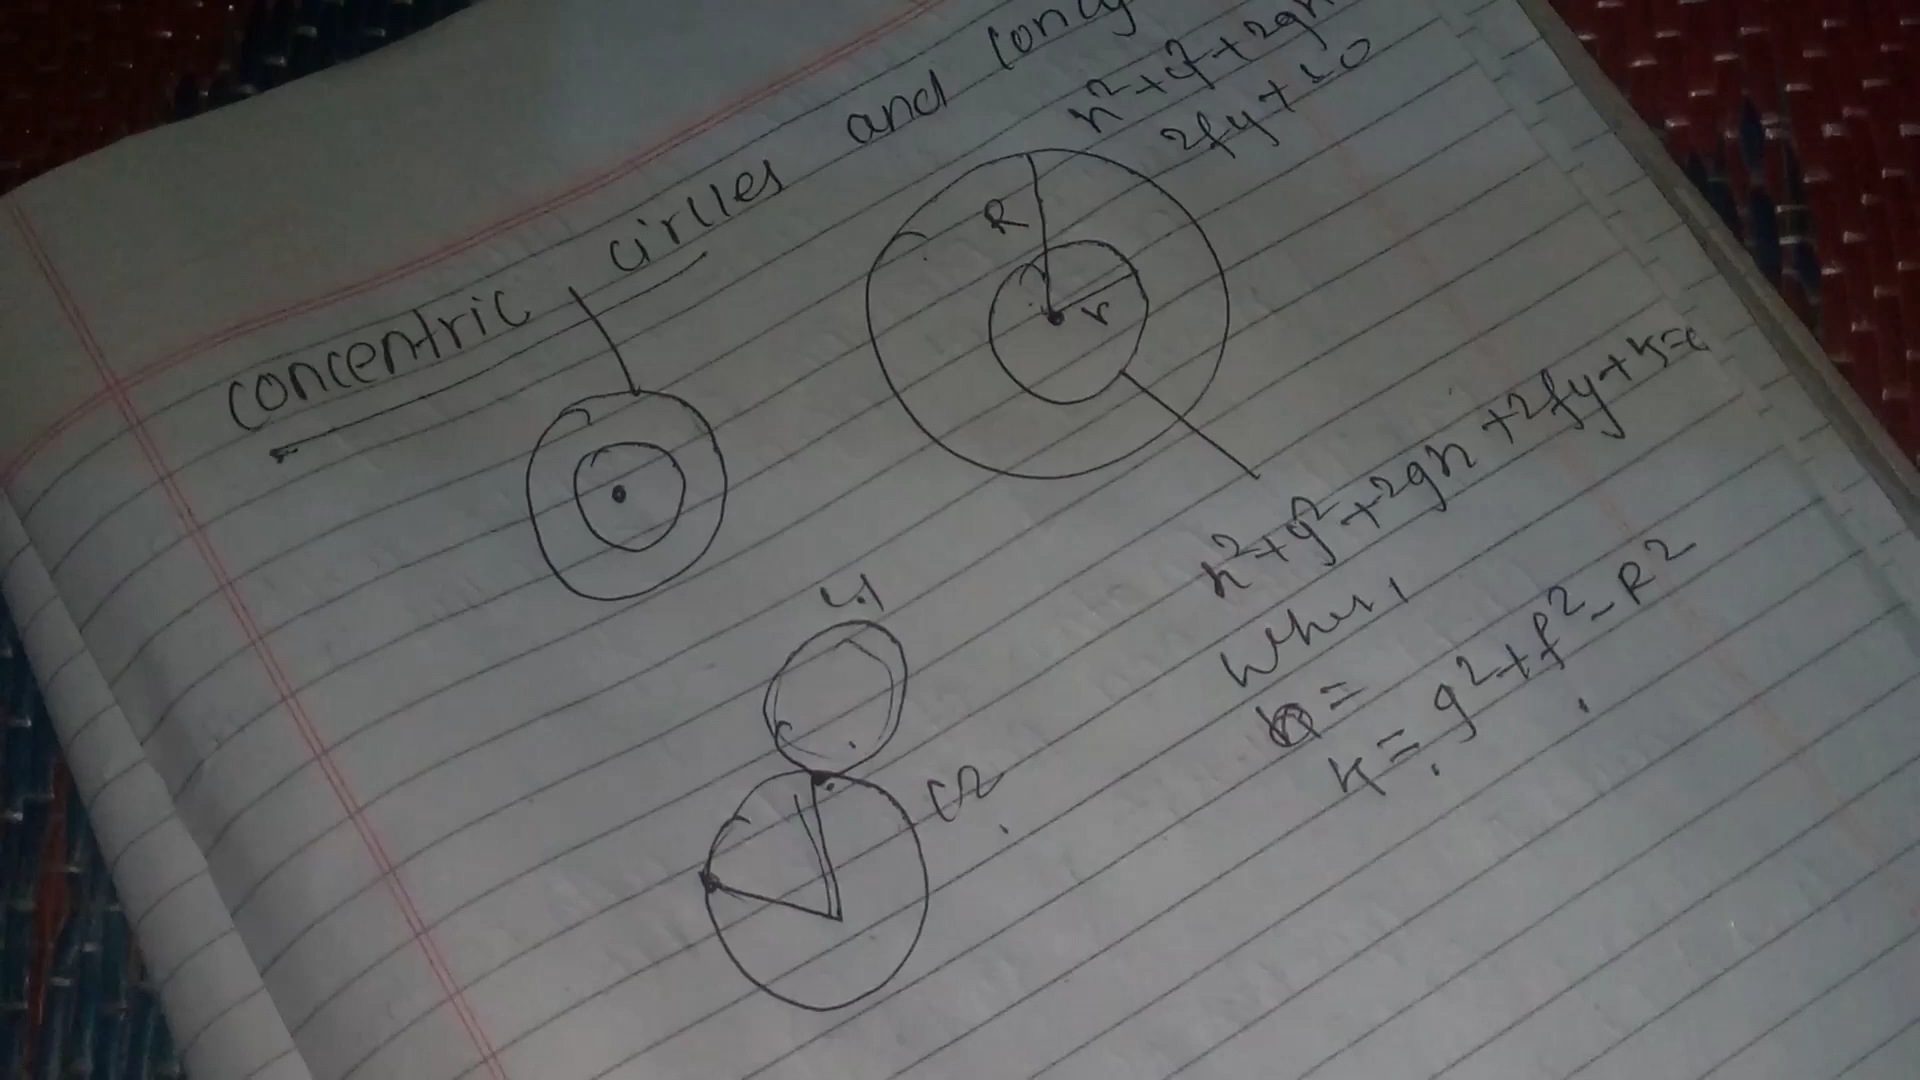 concentric circles and
x²+y²+2gx
2fy+c=0
R
r
x²+y²+2gx+2fy+k=0
Where,
k=g²+f²-R²
C1
C2